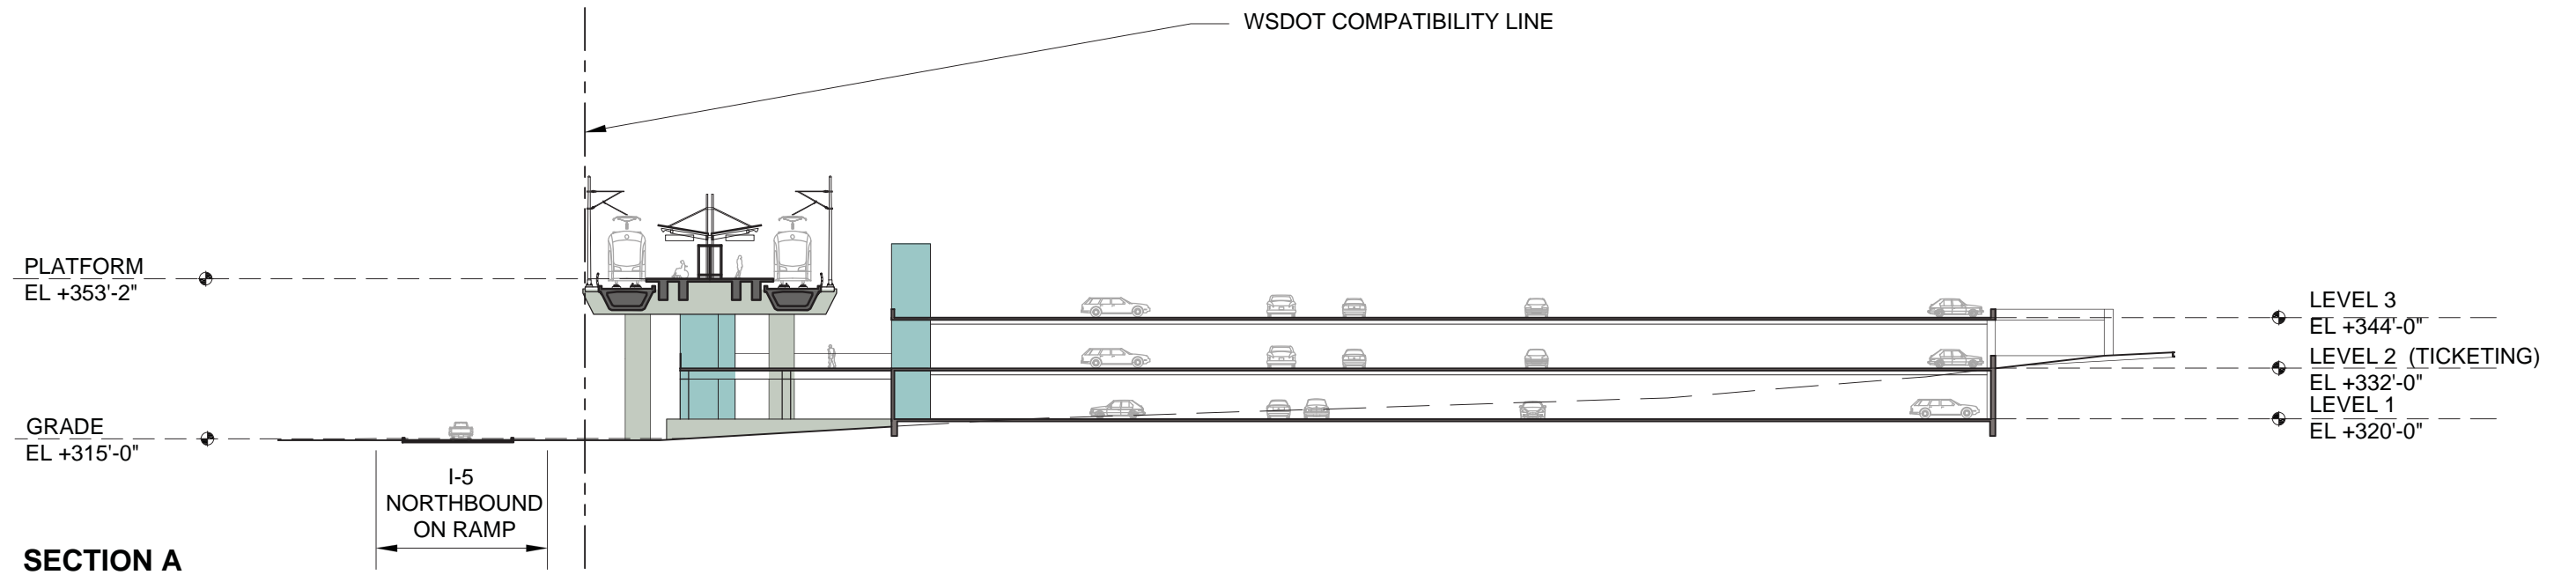 WSDOT COMPATIBILITY LINE
PLATFORM
EL +353'-2"
LEVEL 3
EL +344'-0"
LEVEL 2 (TICKETING)
EL +332'-0"
LEVEL 1
EL +320'-0"
GRADE
EL +315'-0"
I-5
NORTHBOUND
ON RAMP
SECTION A